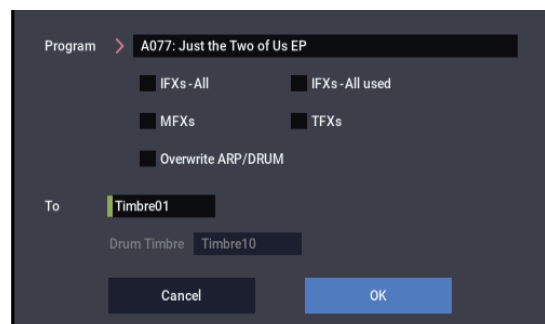 Program > A077: Just the Two of Us EP
IFXs-All IFXs-All used
MFXs TFXs
Overwrite ARP/DRUM
To Timbre01
Drum Timbre Timbre10
Cancel OK